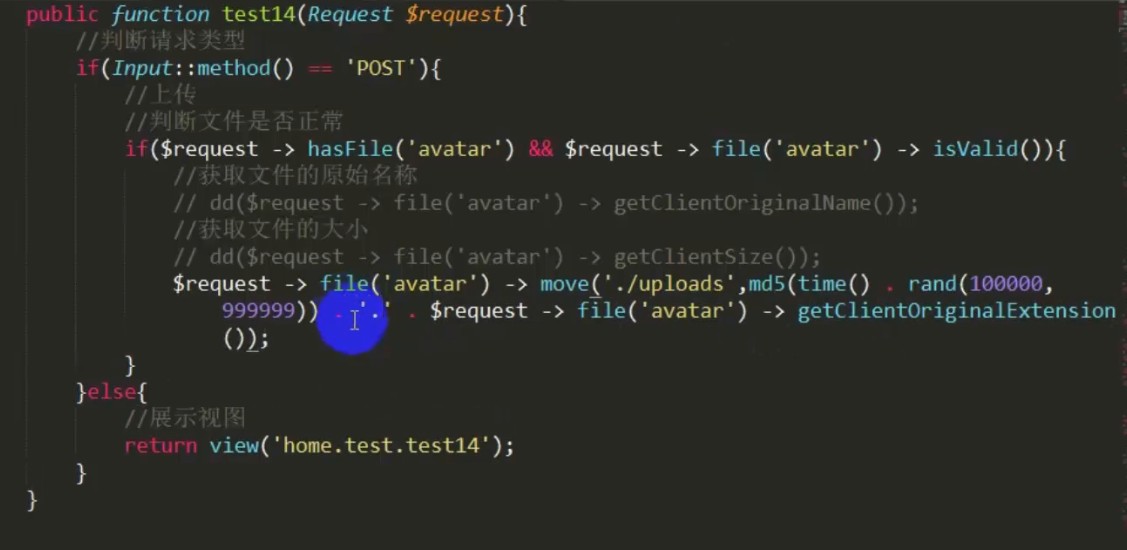 public function test14(Request $request){
//判断请求类型
if(Input::method() == 'POST'){
//上传
//判断文件是否正常
if($request -> hasFile('avatar') && $request -> file('avatar') -> isValid()){
//获取文件的原始名称
// dd($request -> file('avatar') -> getClientOriginalName());
//获取文件的大小
// dd($request -> file('avatar') -> getClientSize());
$request -> file('avatar') -> move('./uploads',md5(time() . rand(100000,
999999)) . '.' . $request -> file('avatar') -> getClientOriginalExtension
());
}
}else{
//展示视图
return view('home.test.test14');
}
}